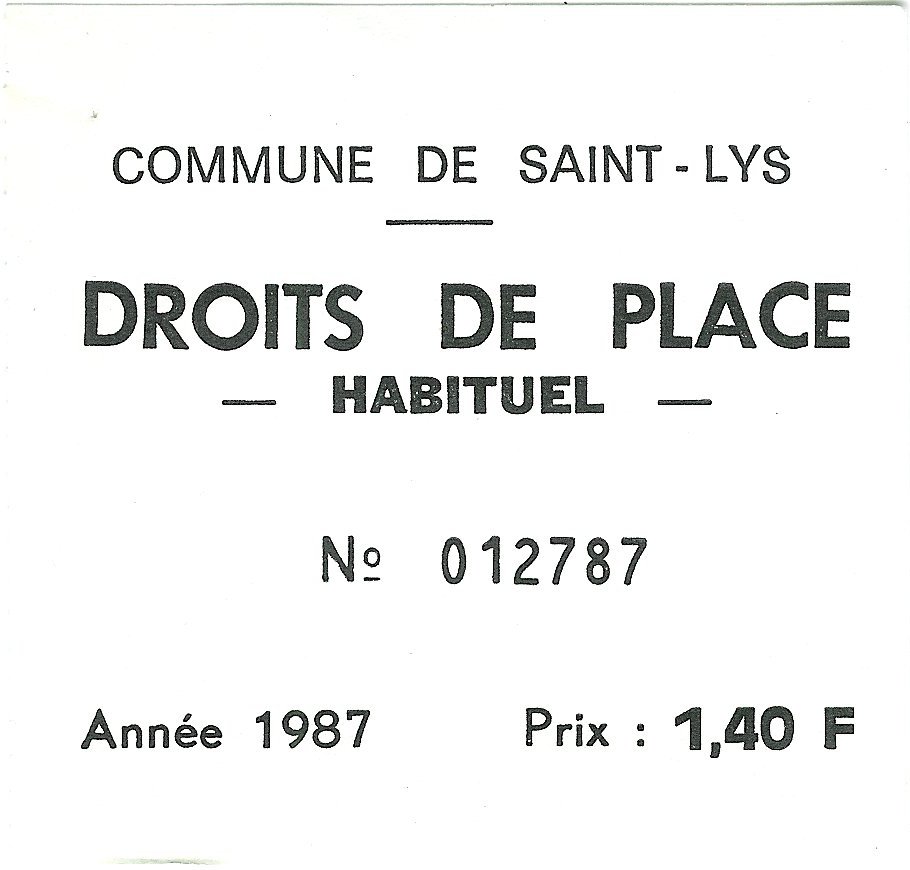 COMMUNE DE SAINT-LYS
DROITS DE PLACE
— HABITUEL —
Nº 012787
Année 1987 Prix : 1,40 F